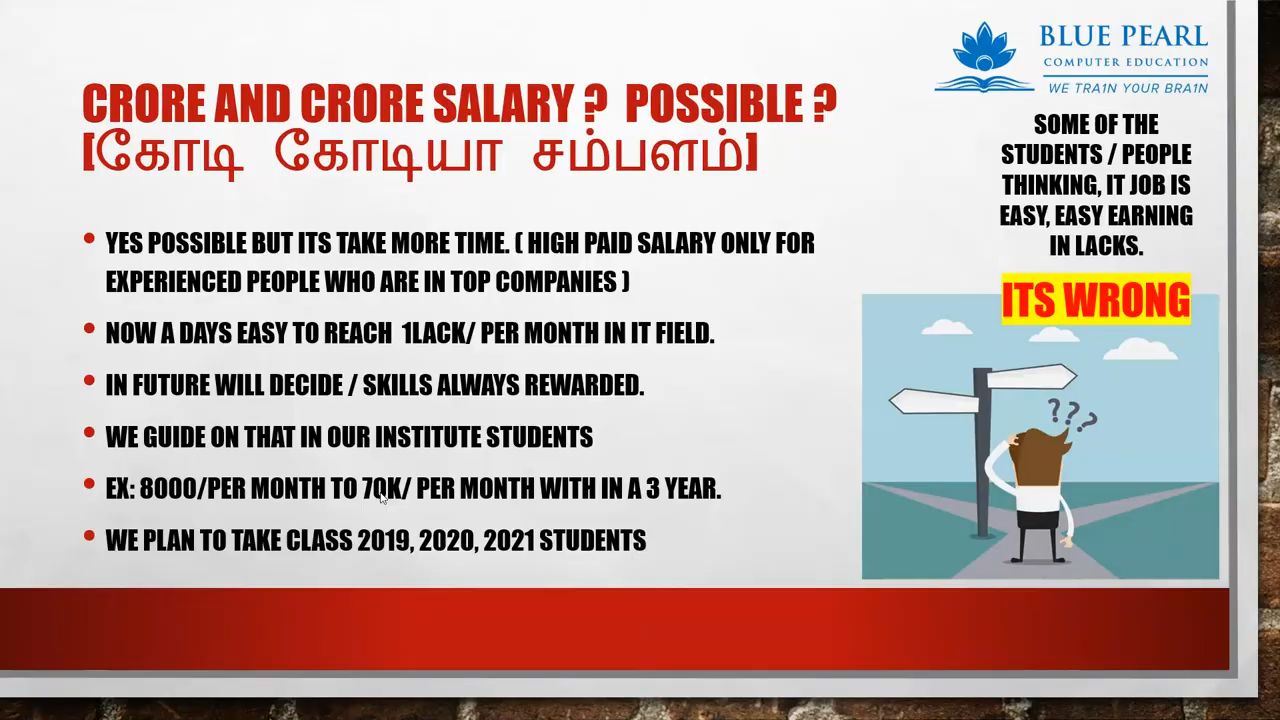 CRORE AND CRORE SALARY ? POSSIBLE ?
[கோடி கோடியா சம்பளம்]
YES POSSIBLE BUT ITS TAKE MORE TIME. ( HIGH PAID SALARY ONLY FOR
EXPERIENCED PEOPLE WHO ARE IN TOP COMPANIES )
NOW A DAYS EASY TO REACH 1LACK/ PER MONTH IN IT FIELD.
IN FUTURE WILL DECIDE / SKILLS ALWAYS REWARDED.
WE GUIDE ON THAT IN OUR INSTITUTE STUDENTS
EX: 8000/PER MONTH TO 70K/ PER MONTH WITH IN A 3 YEAR.
WE PLAN TO TAKE CLASS 2019, 2020, 2021 STUDENTS
BLUE PEARL
COMPUTER EDUCATION
WE TRA1N YOUR BRA1N
SOME OF THE
STUDENTS / PEOPLE
THINKING, IT JOB IS
EASY, EASY EARNING
IN LACKS.
ITS WRONG
???